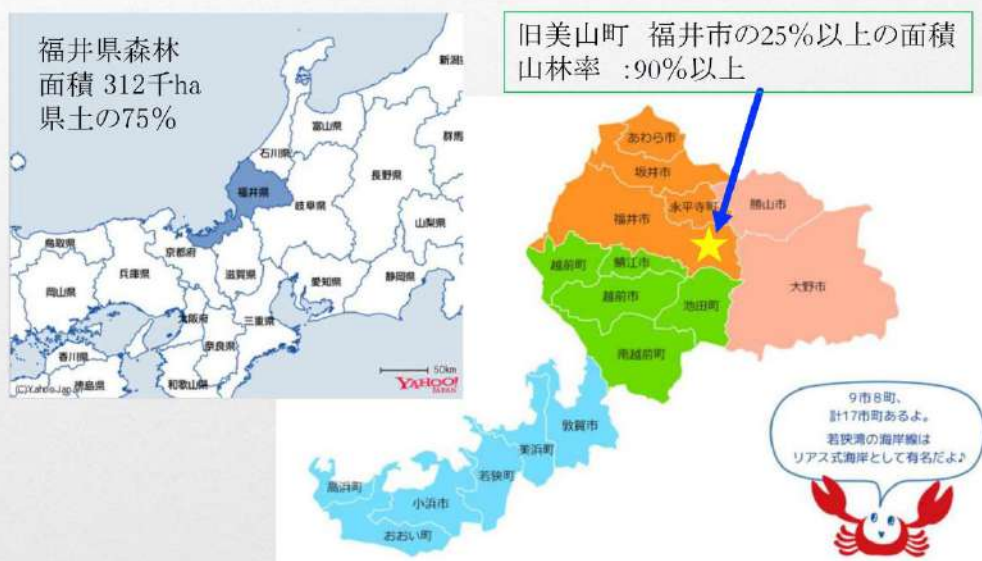 福井県森林
面積 312千ha
県土の75%
旧美山町 福井市の25%以上の面積
山林率 :90%以上
新潟
富山県
石川県
群馬
福井県
長野県
岐阜県
山梨県
鳥取県
京都府
兵庫県
滋賀県
愛知県
静岡県
岡山県
大阪府
三重県
奈良県
香川県
徳島県
和歌山県
50km
YAHOO!
JAPAN
あわら市
坂井市
永平寺町
勝山市
福井市
越前町
鯖江市
大野市
越前市
池田町
南越前町
敦賀市
美浜町
若狭町
高浜町
小浜市
おおい町
9市8町、
計17市町あるよ。
若狭湾の海岸線は
リアス式海岸として有名だよ♪